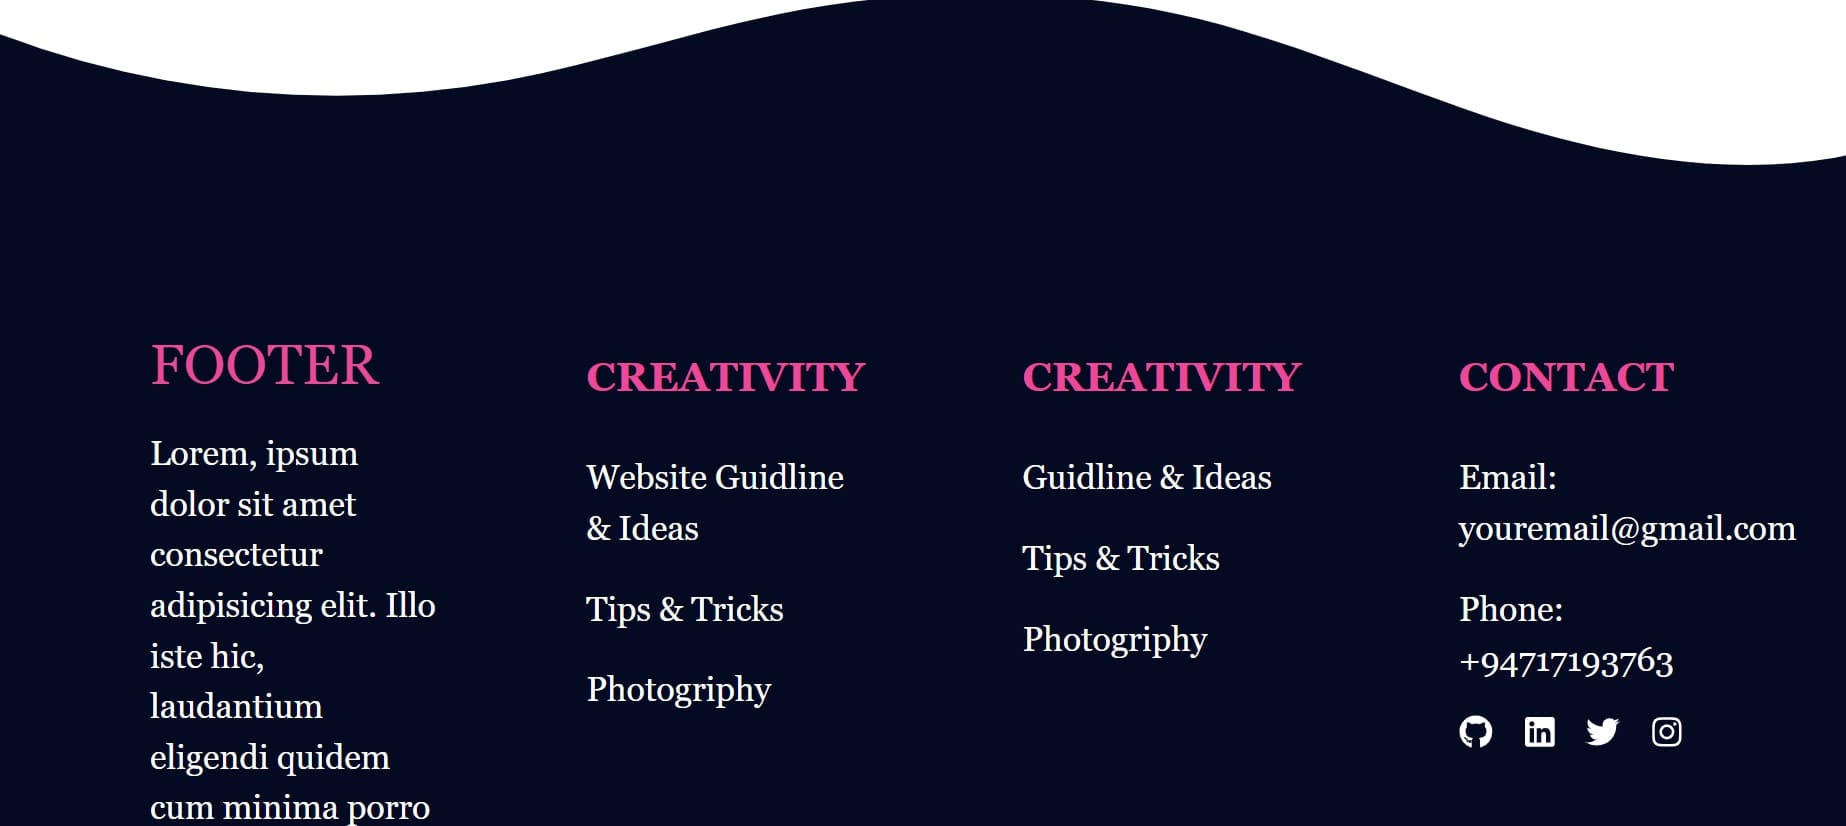 FOOTER
Lorem, ipsum
dolor sit amet
consectetur
adipisicing elit. Illo
iste hic,
laudantium
eligendi quidem
cum minima porro
CREATIVITY
Website Guidline
& Ideas
Tips & Tricks
Photogriphy
CREATIVITY
Guidline & Ideas
Tips & Tricks
Photogriphy
CONTACT
Email:
youremail@gmail.com
Phone:
+94717193763